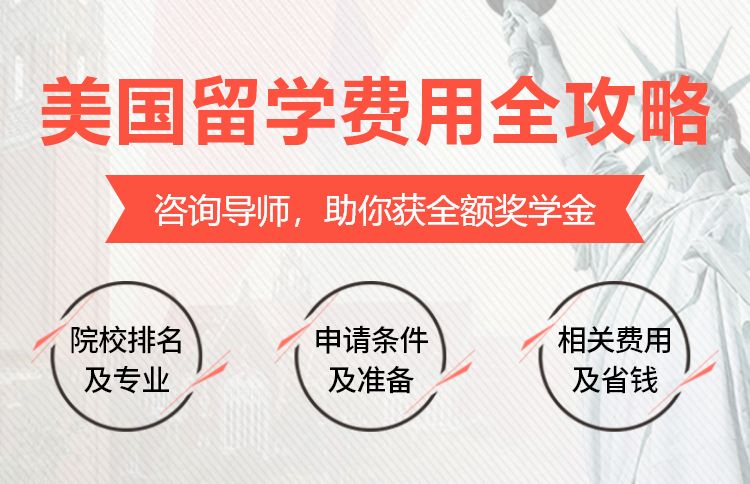 美国留学费用全攻略
咨询导师，助你获全额奖学金
院校排名
及专业
申请条件
及准备
相关费用
及省钱